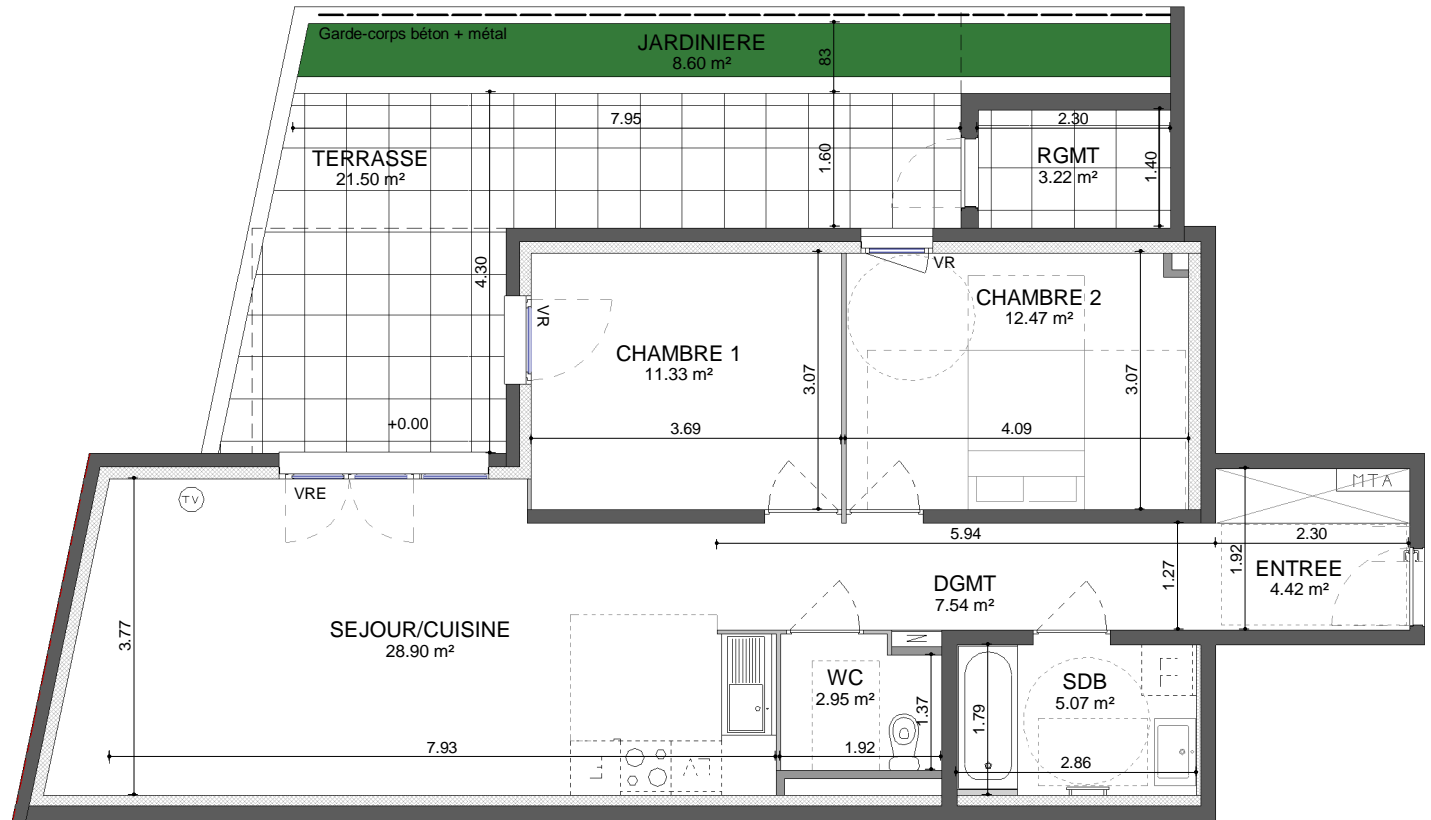 Garde-corps béton + métal
JARDINIERE
8.60 m²
83
7.95
2.30
TERRASSE
21.50 m²
1.60
RGMT
3.22 m²
1.40
4.30
VR
VR
CHAMBRE 1
11.33 m²
3.07
CHAMBRE 2
12.47 m²
3.07
+0.00
3.69
4.09
VRE
TV
MTA
5.94
2.30
1.92
1.27
ENTREE
4.42 m²
DGMT
7.54 m²
3.77
SEJOUR/CUISINE
28.90 m²
WC
2.95 m²
1.37
SDB
5.07 m²
1.79
7.93
1.92
2.86
LV